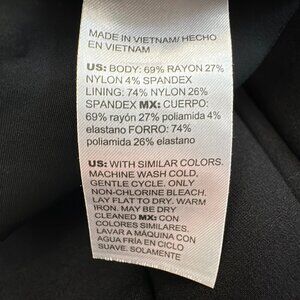 MADE IN VIETNAM/ HECHO
EN VIETNAM
US: BODY: 69% RAYON 27%
NYLON 4% SPANDEX
LINING: 74% NYLON 26%
SPANDEX MX: CUERPO:
69% rayón 27% poliamida 4%
elastano FORRO: 74%
poliamida 26% elastano
US: WITH SIMILAR COLORS.
MACHINE WASH COLD,
GENTLE CYCLE. ONLY
NON-CHLORINE BLEACH.
LAY FLAT TO DRY. WARM
IRON. MAY BE DRY
CLEANED MX: CON
COLORES SIMILARES.
LAVAR A MÁQUINA CON
AGUA FRÍA EN CICLO
SUAVE. SOLAMENTE